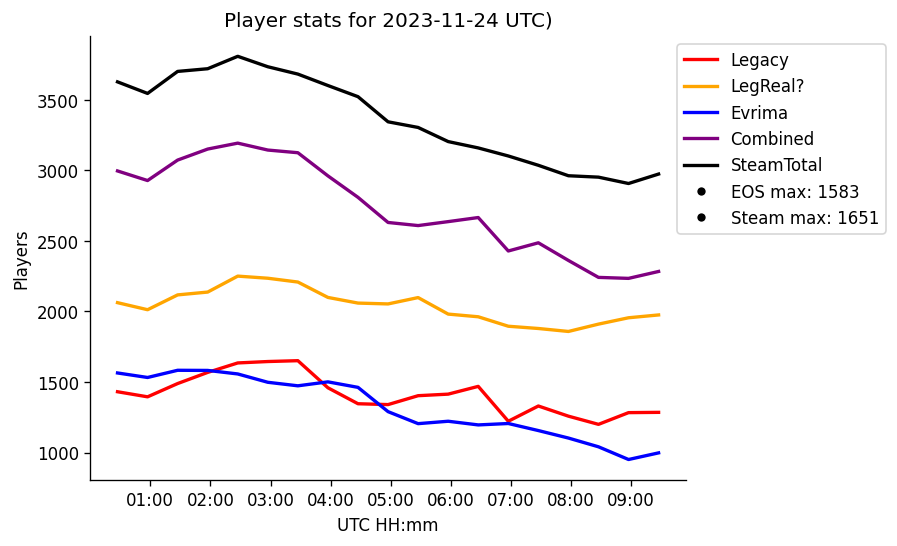 Player stats for 2023-11-24 UTC)
Legacy
LegReal?
Evrima
Combined
SteamTotal
EOS max: 1583
Steam max: 1651
Players
3500
3000
2500
2000
1500
1000
01:00 02:00 03:00 04:00 05:00 06:00 07:00 08:00 09:00
UTC HH:mm